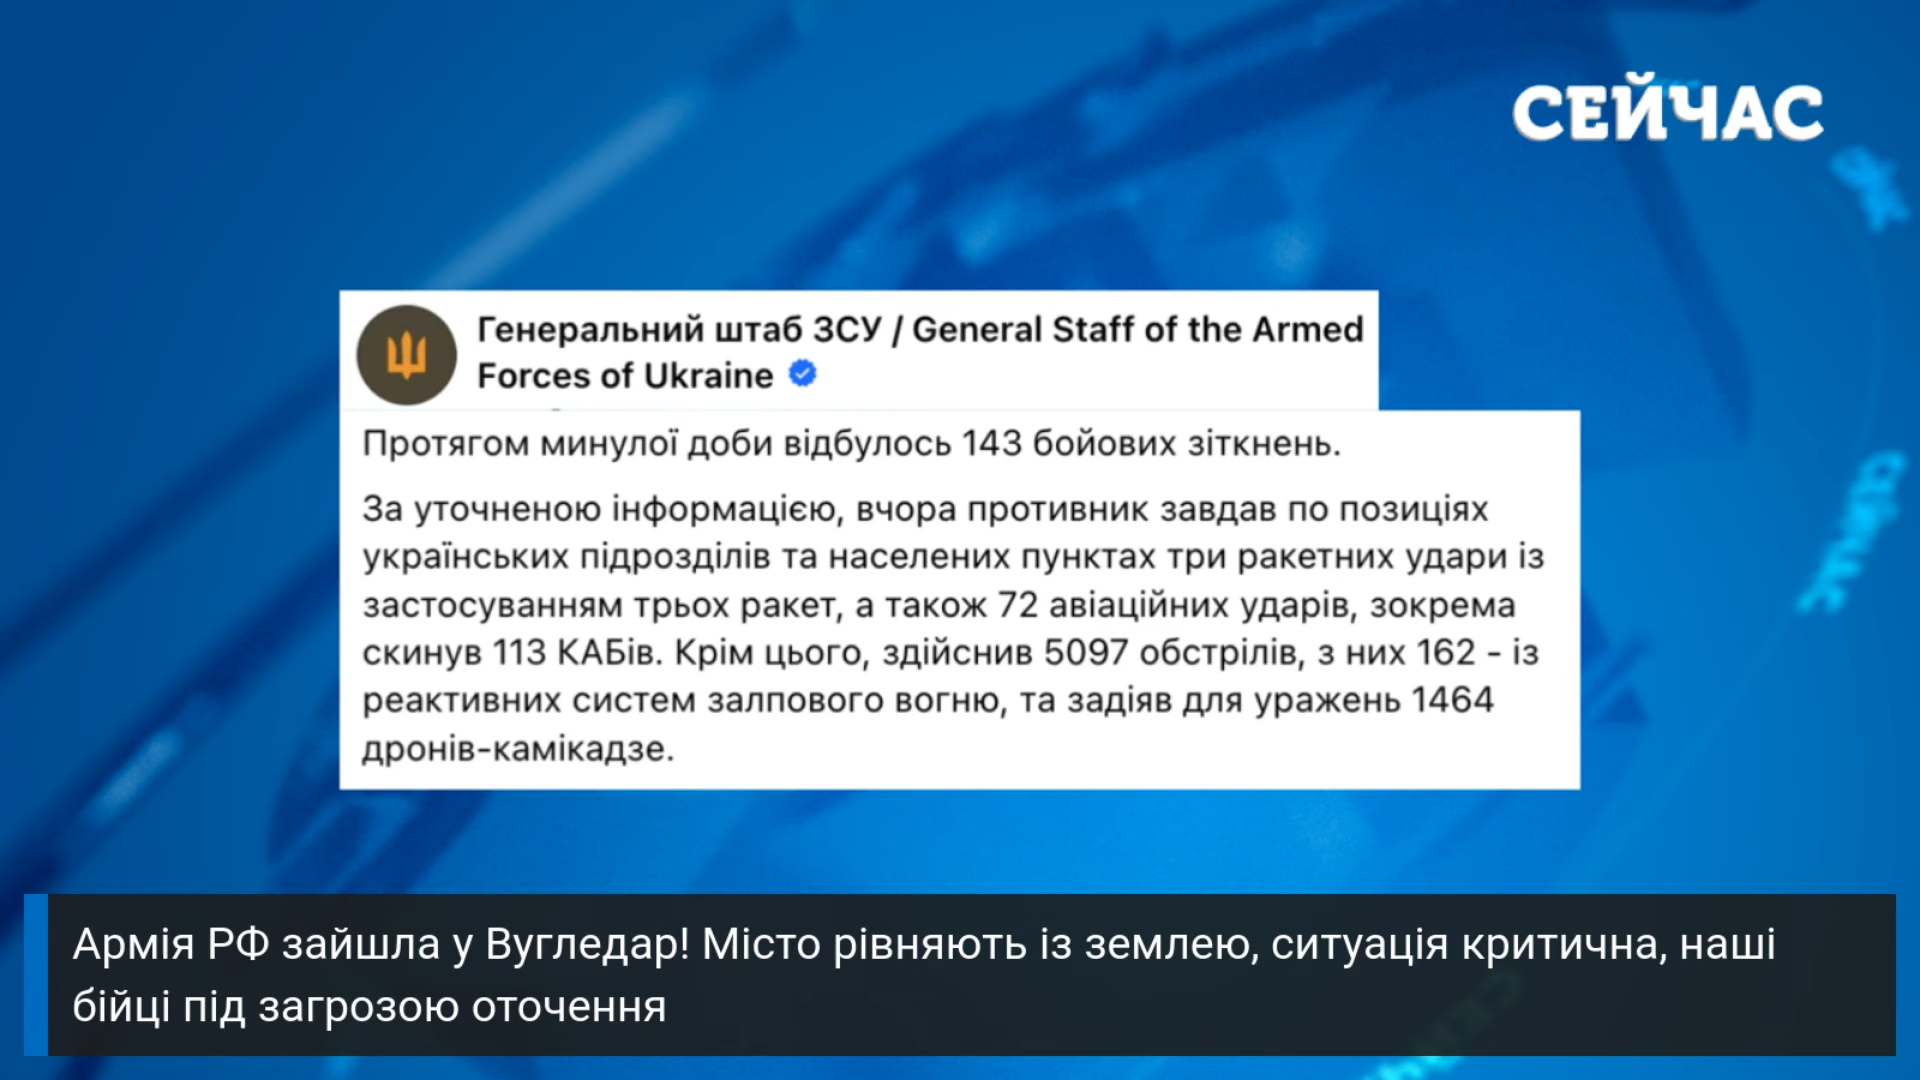 СЕЙЧАС
Генеральний штаб ЗСУ / General Staff of the Armed
Forces of Ukraine
Протягом минулої доби відбулось 143 бойових зіткнень.
За уточненою інформацією, вчора противник завдав по позиціях
українських підрозділів та населених пунктах три ракетних удари із
застосуванням трьох ракет, а також 72 авіаційних ударів, зокрема
скинув 113 КАБів. Крім цього, здійснив 5097 обстрілів, з них 162 - із
реактивних систем залпового вогню, та задіяв для уражень 1464
дронів-камікадзе.
Армія РФ зайшла у Вугледар! Місто рівняють із землею, ситуація критична, наші
бійці під загрозою оточення